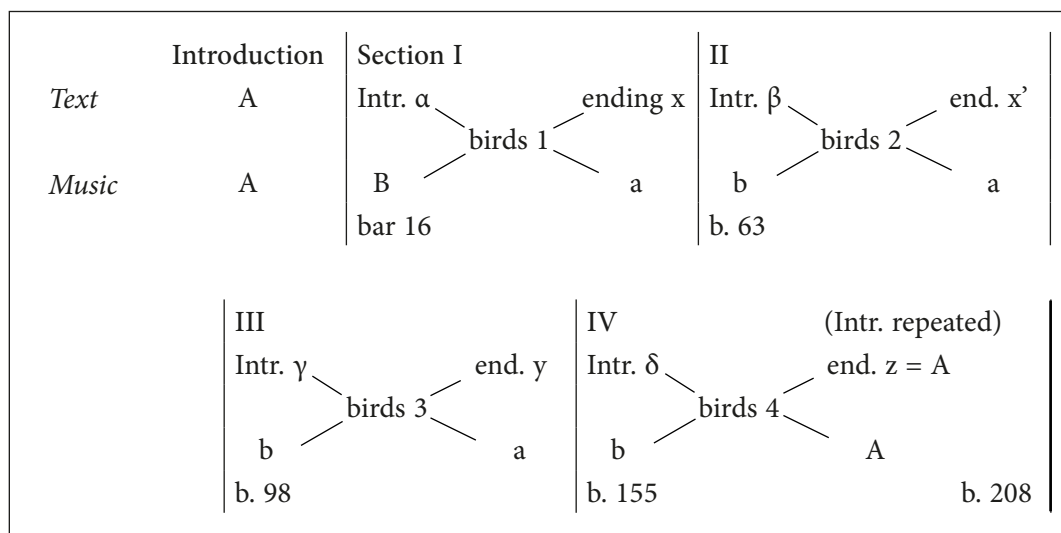 Introduction Section I II
Text A Intr. α ending x Intr. β end. x’
birds 1 birds 2
Music A B a b a
bar 16 b. 63
III IV (Intr. repeated)
Intr. γ end. y Intr. δ end. z = A
birds 3 birds 4
b a b A
b. 98 b. 155 b. 208